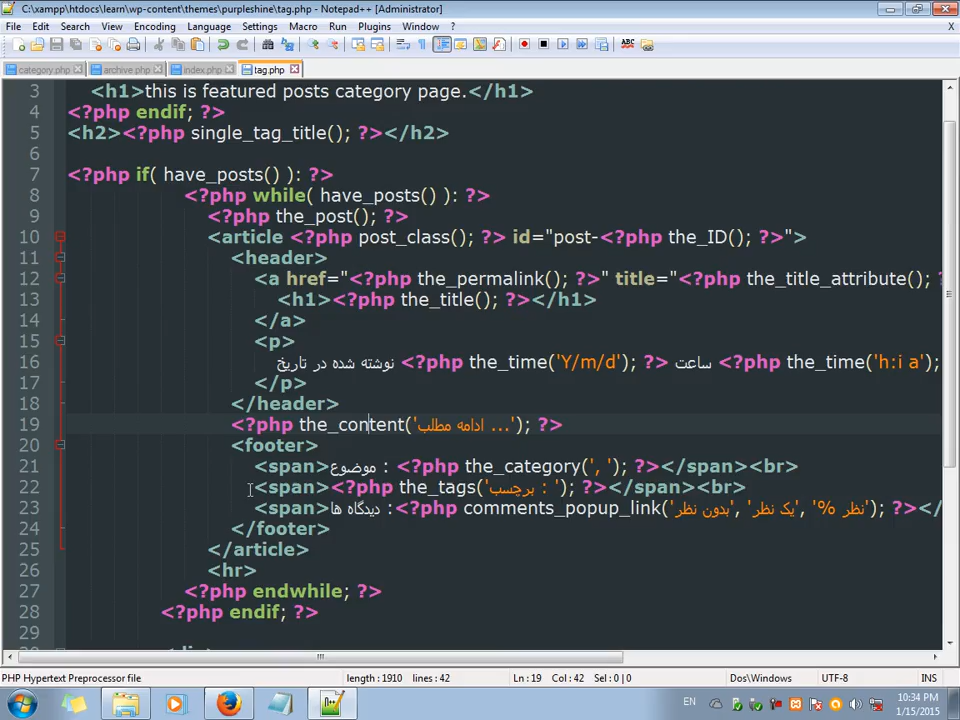 C:\xampp\htdocs\learn\wp-content\themes\purpleshine\tag.php - Notepad++ [Administrator]
File Edit Search View Encoding Language Settings Macro Run Plugins Window ? X
category.php archive.php index.php tag.php
3 <h1>this is featured posts category page.</h1>
4 <?php endif; ?>
5 <h2><?php single_tag_title(); ?></h2>
6
7 <?php if( have_posts() ): ?>
8 <?php while( have_posts() ): ?>
9 <?php the_post(); ?>
10 <article <?php post_class(); ?> id="post-<?php the_ID(); ?>">
11 <header>
12 <a href="<?php the_permalink(); ?>" title="<?php the_title_attribute(); ?
13 <h1><?php the_title(); ?></h1>
14 </a>
15 <p>
16 نوشته شده در تاریخ <?php the_time('Y/m/d'); ?> ساعت <?php the_time('h:i a');
17 </p>
18 </header>
19 <?php the_content('ادامه مطلب ...'); ?>
20 <footer>
21 <span>موضوع : <?php the_category(', '); ?></span><br>
22 <span><?php the_tags('برچسب : '); ?></span><br>
23 <span>دیدگاه ها :<?php comments_popup_link('بدون نظر', 'یک نظر', '% نظر'); ?></
24 </footer>
25 </article>
26 <hr>
27 <?php endwhile; ?>
28 <?php endif; ?>
29
PHP Hypertext Preprocessor file length : 1910 lines : 42 Ln : 19 Col : 42 Sel : 0 | 0 Dos\Windows UTF-8 INS
EN 10:34 PM
1/15/2015